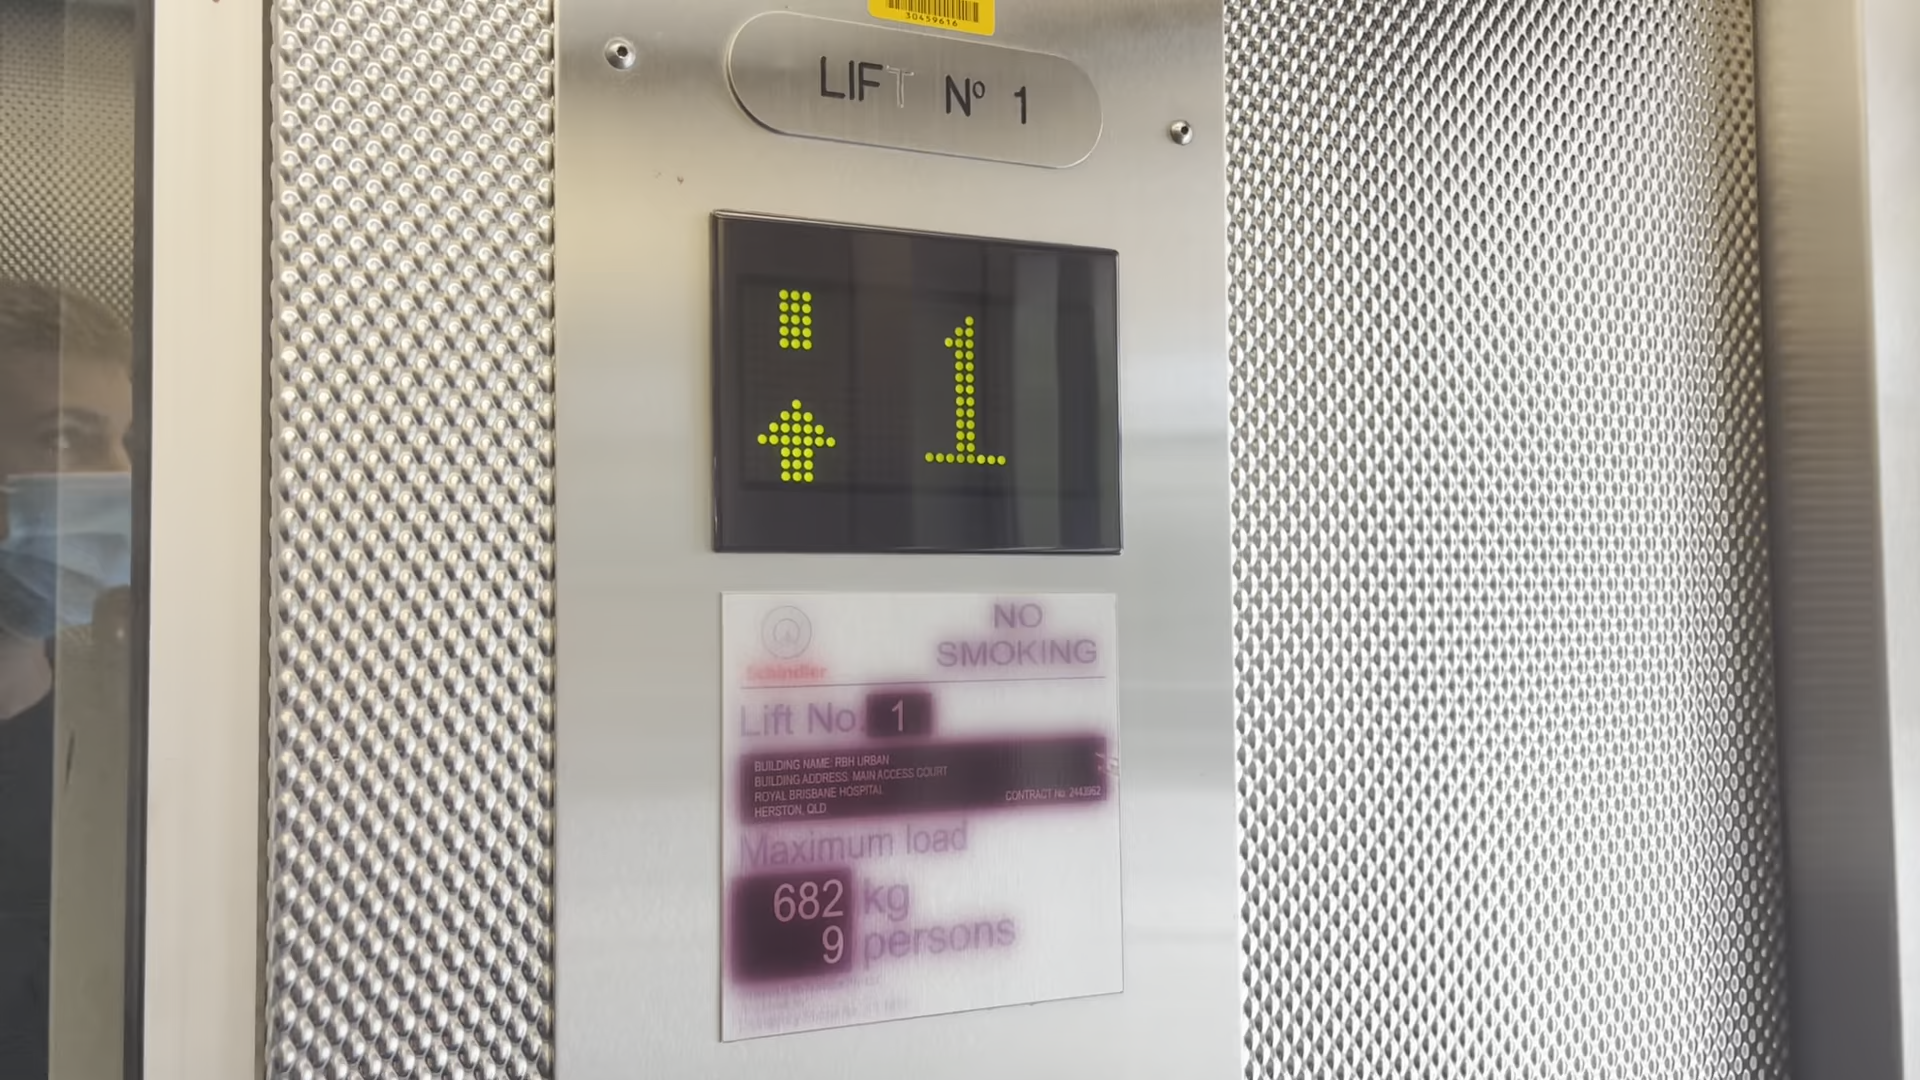 30459616
LIFT Nº 1
1
NO
SMOKING
Schindler
Lift No. 1
BUILDING NAME: RBH URBAN
BUILDING ADDRESS: MAIN ACCESS COURT
ROYAL BRISBANE HOSPITAL
HERSTON, QLD
CONTRACT No: 2443962
Maximum load
682 kg
9 persons